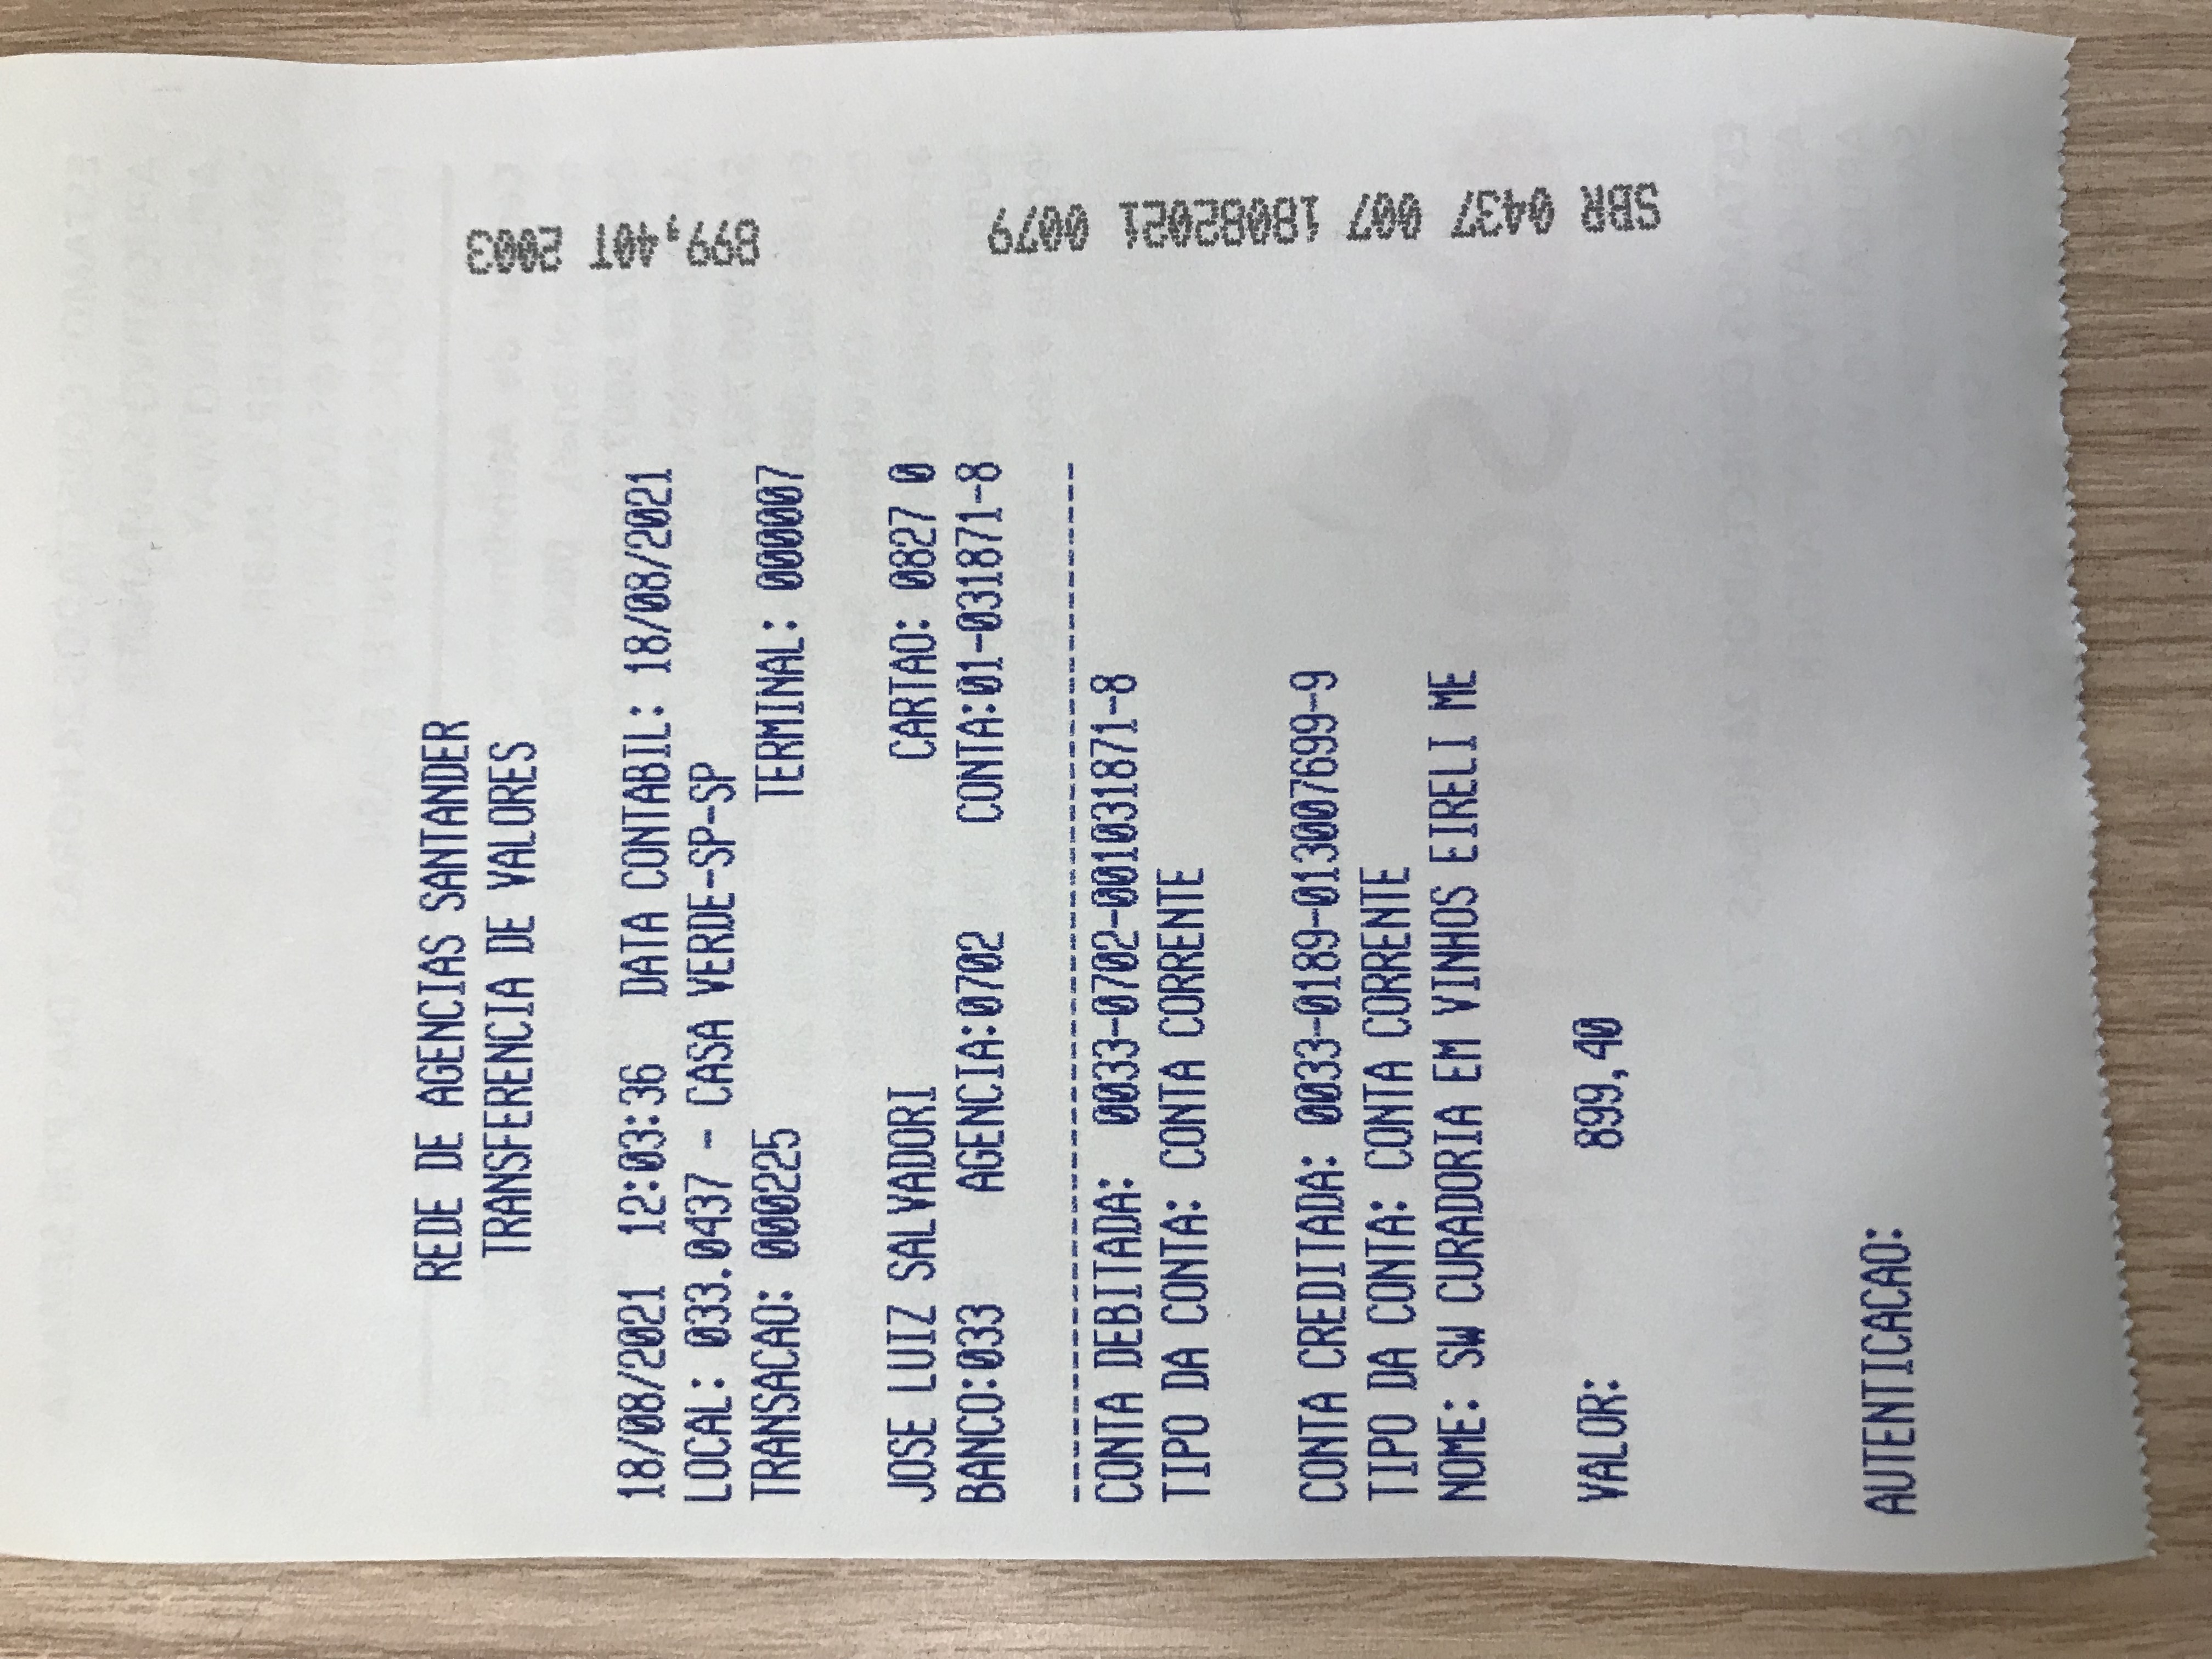 REDE DE AGENCIAS SANTANDER
TRANSFERENCIA DE VALORES
18/08/2021 12:03:36 DATA CONTABIL: 18/08/2021
LOCAL: 033.0437 - CASA VERDE-SP-SP
TRANSACAO: 000225 TERMINAL: 000007
JOSE LUIZ SALVADORI CARTAO: 0827 0
BANCO:033 AGENCIA:0702 CONTA:01-031871-8
CONTA DEBITADA: 0033-0702-001031871-8
TIPO DA CONTA: CONTA CORRENTE
CONTA CREDITADA: 0033-0189-013007699-9
TIPO DA CONTA: CONTA CORRENTE
NOME: SW CURADORIA EM VINHOS EIRELI ME
VALOR: 899,40
AUTENTICACAO:
SBR 0437 007 18082021 0079 899,40T 2003